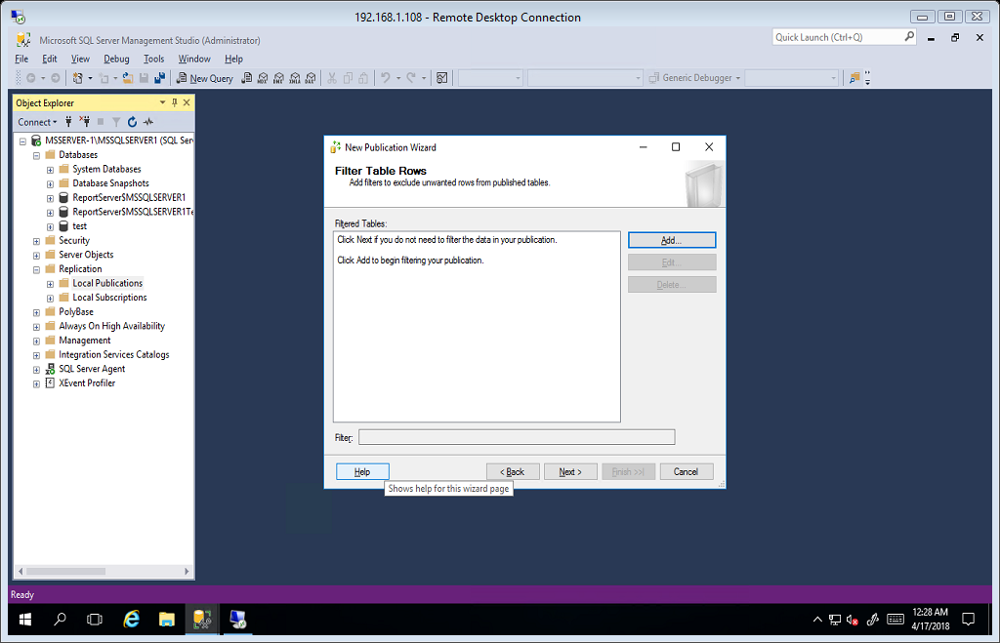 192.168.1.108 - Remote Desktop Connection
Microsoft SQL Server Management Studio (Administrator)
Quick Launch (Ctrl+Q)
File Edit View Debug Tools Window Help
New Query
MDX DMX XMLA DAX
Generic Debugger
Object Explorer
Connect
MSSERVER-1\MSSQLSERVER1 (SQL Ser
Databases
System Databases
Database Snapshots
ReportServer$MSSQLSERVER1
ReportServer$MSSQLSERVER1Te
test
Security
Server Objects
Replication
Local Publications
Local Subscriptions
PolyBase
Always On High Availability
Management
Integration Services Catalogs
SQL Server Agent
XEvent Profiler
New Publication Wizard
Filter Table Rows
Add filters to exclude unwanted rows from published tables.
Filtered Tables:
Click Next if you do not need to filter the data in your publication.
Click Add to begin filtering your publication.
Add...
Edit...
Delete...
Filter:
Help
< Back
Next >
Finish >>|
Cancel
Shows help for this wizard page
Ready
12:28 AM
4/17/2018